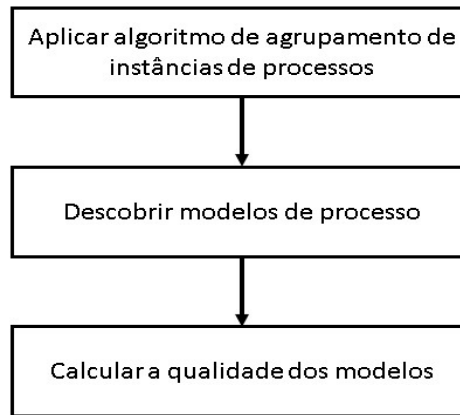 Aplicar algoritmo de agrupamento de
instâncias de processos
Descobrir modelos de processo
Calcular a qualidade dos modelos